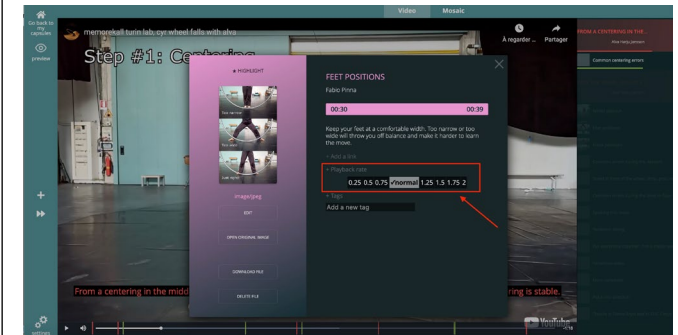 Video
Mosaic
Go back to
my
capsules
preview
memorekall turin lab, cyr wheel falls with alva
À regarder ...
Partager
Step #1: Centering
FROM A CENTERING IN THE ...
Common centering errors
★ HIGHLIGHT
FEET POSITIONS
Fabio Pinna
00:30
00:39
Keep your feet at a comfortable width. Too narrow or too
wide will throw you off balance and make it harder to learn
the move.
+ Add a link
+ Playback rate
0.25 0.5 0.75 ✓normal 1.25 1.5 1.75 2
+ Tags
Add a new tag
image/jpeg
EDIT
OPEN ORIGINAL IMAGE
DOWNLOAD FILE
DELETE FILE
From a centering in the midd
ring is stable.
YouTube
settings